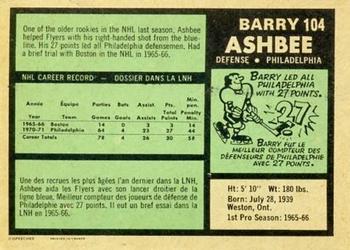 One of the older rookies in the NHL last season, Ashbee
helped Flyers with his right-handed shot from the blue-
line. His 27 points led all Philadelphia defensemen. Had
a brief trial with Boston in the NHL in 1965-66.
NHL CAREER RECORD - DOSSIER DANS LA LNH
Année Équipe Parties Buts Assist. Pts. Min. pun.
Year Team Games Goals Assists Points Min. pen.
1965-66 Boston 14 0 3 3 14
1970-71 Philadelphia 64 4 23 27 44
Career Totals 78 4 26 30 58
Une des recrues les plus âgées l'an dernier dans la LNH,
Ashbee aida les Flyers avec son lancer droitier de la
ligne bleue. Meilleur compteur des joueurs de défense
de Philadelphie avec 27. Il eut un bref essai dans la LNH
en 1965-66.
BARRY 104
ASHBEE
DEFENSE • PHILADELPHIA
BARRY LED ALL
PHILADELPHIA
WITH 27 POINTS.
27
BARRY FUT LE
MEILLEUR COMPTEUR DES
DÉFENSEURS DE PHILADELPHIE
AVEC 27 POINTS.
Ht: 5' 10" Wt: 180 lbs.
Born: July 28, 1939
Weston, Ont.
1st Pro Season: 1965-66